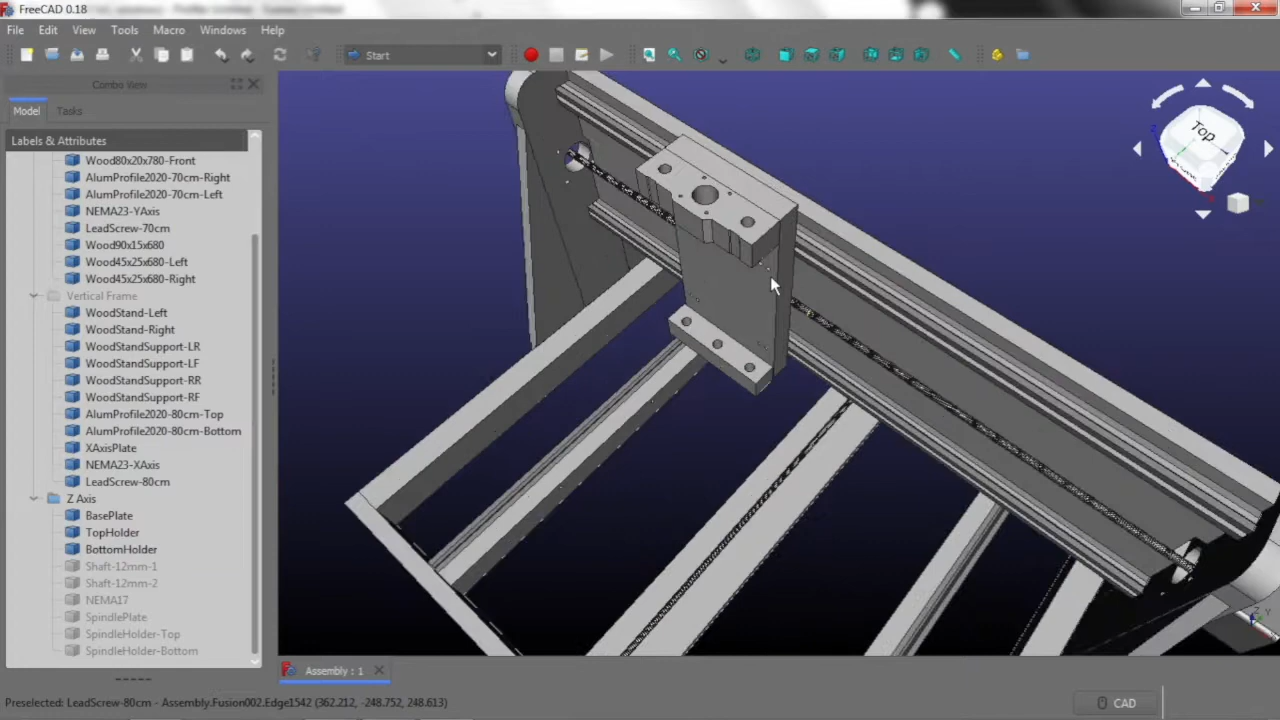 FreeCAD 0.18
File Edit View Tools Macro Windows Help
Start
Combo View
Model Tasks
Labels & Attributes
Wood80x20x780-Front
AlumProfile2020-70cm-Right
AlumProfile2020-70cm-Left
NEMA23-YAxis
LeadScrew-70cm
Wood90x15x680
Wood45x25x680-Left
Wood45x25x680-Right
Vertical Frame
WoodStand-Left
WoodStand-Right
WoodStandSupport-LR
WoodStandSupport-LF
WoodStandSupport-RR
WoodStandSupport-RF
AlumProfile2020-80cm-Top
AlumProfile2020-80cm-Bottom
XAxisPlate
NEMA23-XAxis
LeadScrew-80cm
Z Axis
BasePlate
TopHolder
BottomHolder
Shaft-12mm-1
Shaft-12mm-2
NEMA17
SpindlePlate
SpindleHolder-Top
SpindleHolder-Bottom
Top
Z
Z Y
Assembly : 1
Preselected: LeadScrew-80cm - Assembly.Fusion002.Edge1542 (362.212, -248.752, 248.613)
CAD